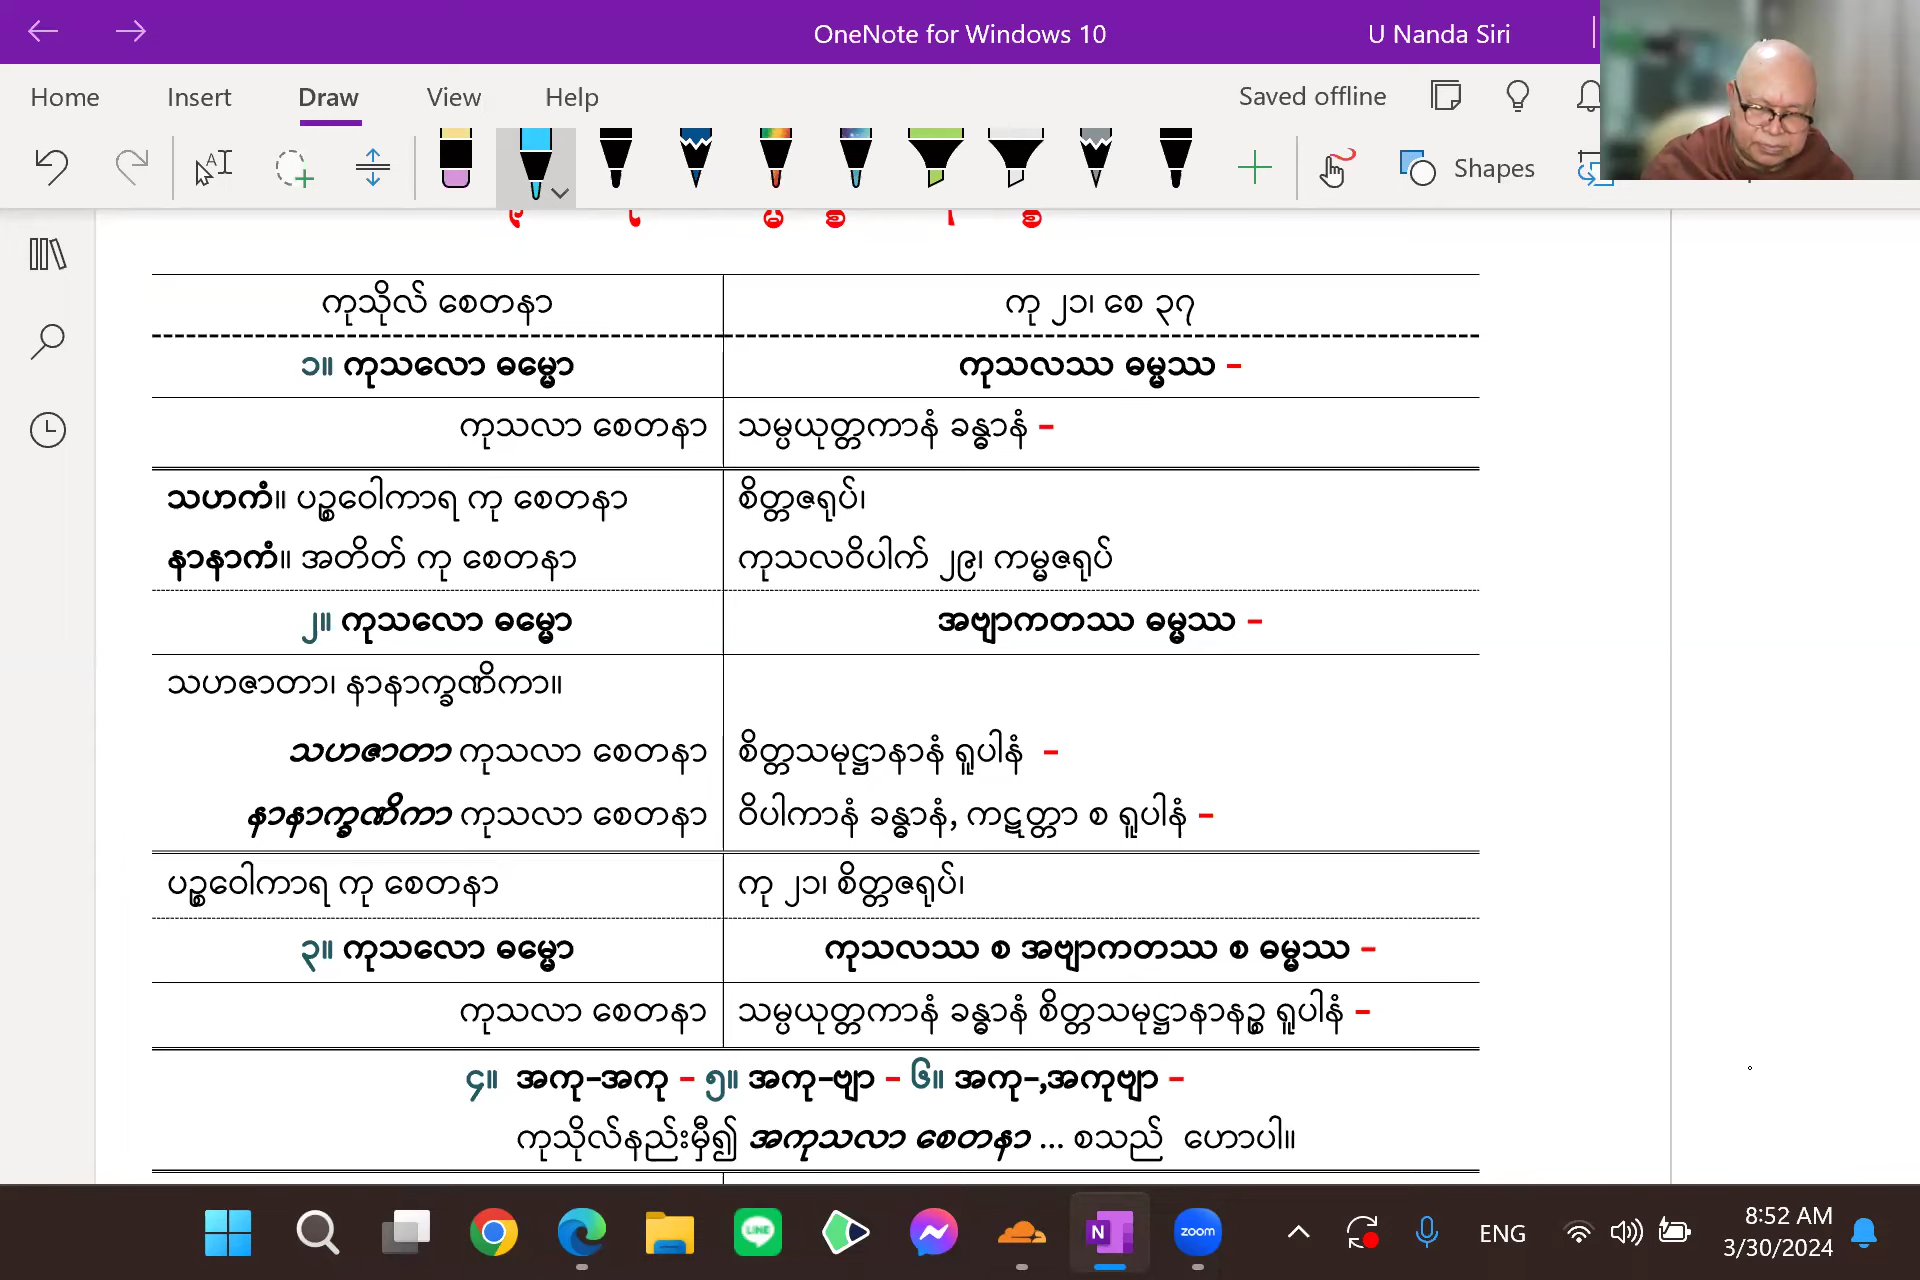 OneNote for Windows 10 U Nanda Siri
Home Insert Draw View Help Saved offline
Shapes
ကုသိုလ် စေတနာ ကု ၂၁၊ စေ ၃၇
၁။ ကုသလော ဓမ္မော ကုသလဿ ဓမ္မဿ -
ကုသလာ စေတနာ သမ္ပယုတ္တကာနံ ခန္ဓာနံ -
သဟကံ။ ပဉ္စဝေါကာရ ကု စေတနာ စိတ္တဇရုပ်၊
နာနာကံ။ အတိတ် ကု စေတနာ ကုသလဝိပါက် ၂၉၊ ကမ္မဇရုပ်
၂။ ကုသလော ဓမ္မော အဗျာကတဿ ဓမ္မဿ -
သဟဇာတာ၊ နာနာက္ခဏိကာ။
သဟဇာတာ ကုသလာ စေတနာ စိတ္တသမုဋ္ဌာနာနံ ရူပါနံ -
နာနာက္ခဏိကာ ကုသလာ စေတနာ ဝိပါကာနံ ခန္ဓာနံ, ကဋတ္တာ စ ရူပါနံ -
ပဉ္စဝေါကာရ ကု စေတနာ ကု ၂၁၊ စိတ္တဇရုပ်၊
၃။ ကုသလော ဓမ္မော ကုသလဿ စ အဗျာကတဿ စ ဓမ္မဿ -
ကုသလာ စေတနာ သမ္ပယုတ္တကာနံ ခန္ဓာနံ စိတ္တသမုဋ္ဌာနာနဉ္စ ရူပါနံ -
၄။ အကု-အကု - ၅။ အကု-ဗျာ - ၆။ အကု-,အကုဗျာ -
ကုသိုလ်နည်းမှီ၍ အကုသလာ စေတနာ ... စသည် ဟောပါ။
LINE N zoom ENG 8:52 AM
3/30/2024